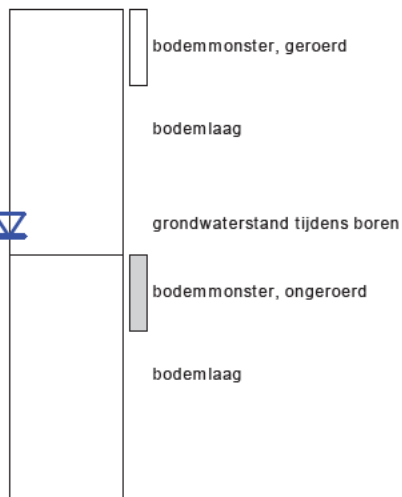 bodemmonster, geroerd
bodemlaag
grondwaterstand tijdens boren
bodemmonster, ongeroerd
bodemlaag